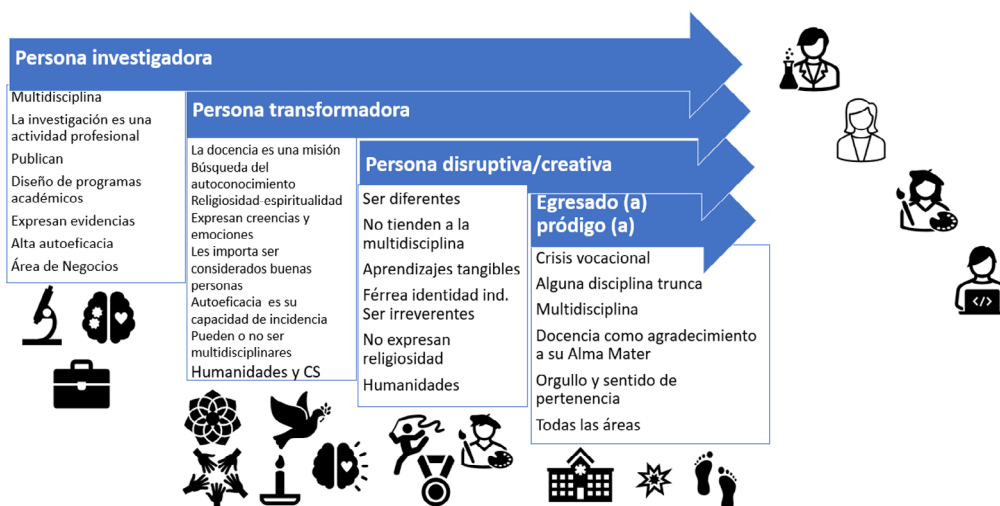 Persona investigadora
Multidisciplina
La investigación es una
actividad profesional
Publican
Diseño de programas
académicos
Expresan evidencias
Alta autoeficacia
Área de Negocios
Persona transformadora
La docencia es una misión
Búsqueda del
autoconocimiento
Religiosidad-espiritualidad
Expresan creencias y
emociones
Les importa ser
considerados buenas
personas
Autoeficacia es su
capacidad de incidencia
Pueden o no ser
multidisciplinares
Humanidades y CS
Persona disruptiva/creativa
Ser diferentes
No tienden a la
multidisciplina
Aprendizajes tangibles
Férrea identidad ind.
Ser irreverentes
No expresan
religiosidad
Humanidades
Egresado (a)
pródigo (a)
Crisis vocacional
Alguna disciplina trunca
Multidisciplina
Docencia como agradecimiento
a su Alma Mater
Orgullo y sentido de
pertenencia
Todas las áreas
</>